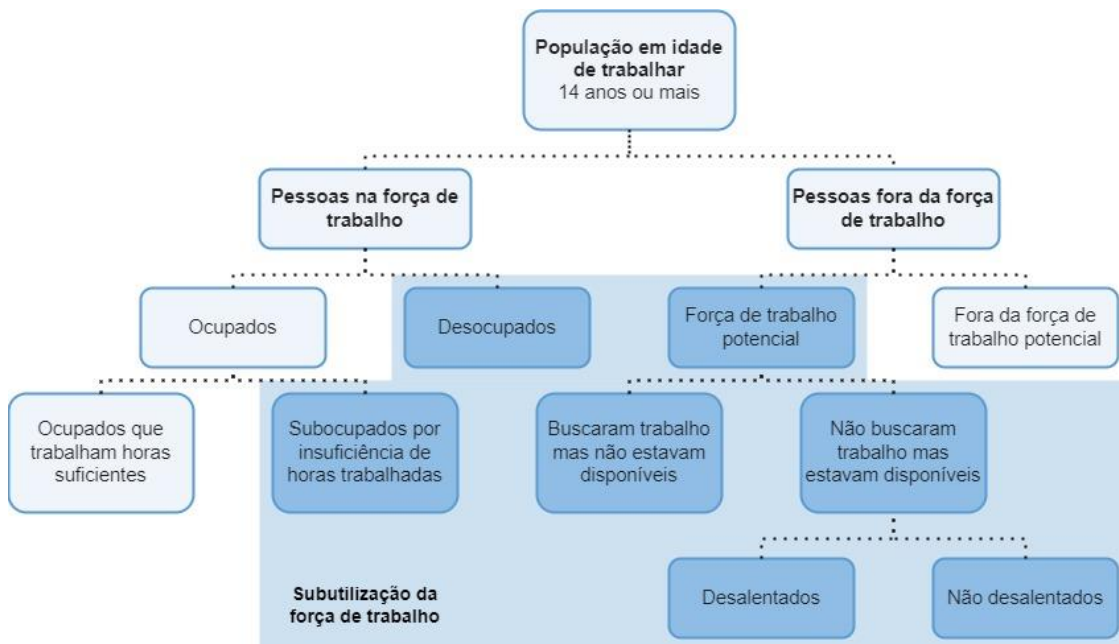 População em idade
de trabalhar
14 anos ou mais
Pessoas na força de
trabalho
Pessoas fora da força
de trabalho
Ocupados
Desocupados
Força de trabalho
potencial
Fora da força de
trabalho potencial
Ocupados que
trabalham horas
suficientes
Subocupados por
insuficiência de
horas trabalhadas
Buscaram trabalho
mas não estavam
disponíveis
Não buscaram
trabalho mas
estavam disponíveis
Subutilização da
força de trabalho
Desalentados
Não desalentados